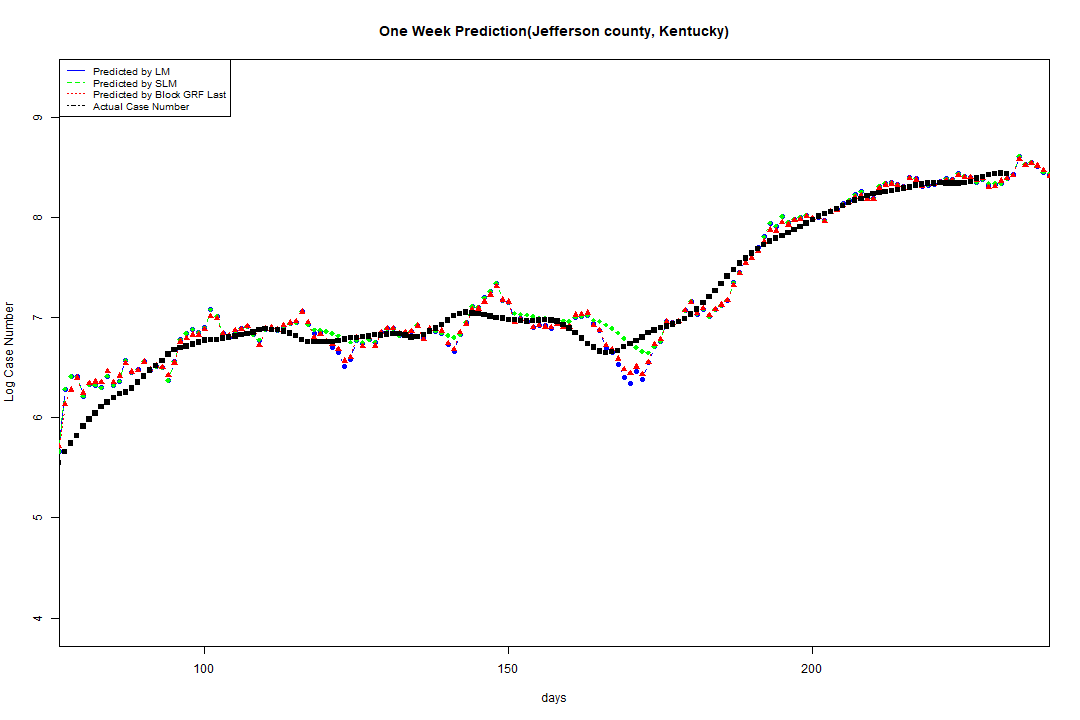 One Week Prediction(Jefferson county, Kentucky)
Predicted by LM
Predicted by SLM
Predicted by Block GRF Last
Actual Case Number
9
8
7
6
5
4
Log Case Number
100
150
200
days